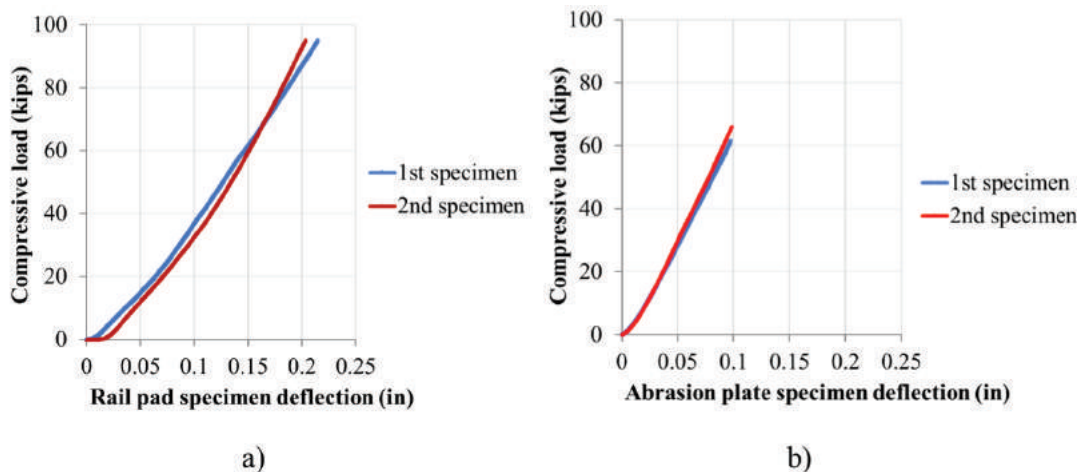 100
80
60
40
20
0
Compressive load (kips)
0 0.05 0.1 0.15 0.2 0.25
Rail pad specimen deflection (in)
1st specimen
2nd specimen
a)
100
80
60
40
20
0
Compressive load (kips)
0 0.05 0.1 0.15 0.2 0.25
Abrasion plate specimen deflection (in)
1st specimen
2nd specimen
b)